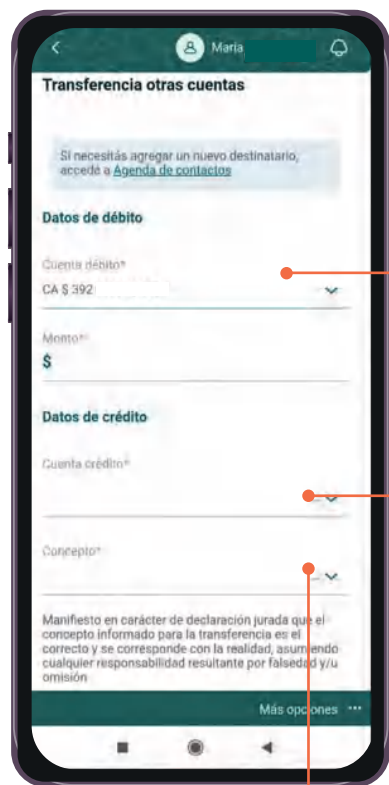 Maria
Transferencia otras cuentas
Si necesitás agregar un nuevo destinatario,
accedé a Agenda de contactos
Datos de débito
Cuenta débito*
CA $ 392
Monto*
$
Datos de crédito
Cuenta crédito*
Concepto*
Manifiesto en carácter de declaración jurada que el
concepto informado para la transferencia es el
correcto y se corresponde con la realidad, asumiendo
cualquier responsabilidad resultante por falsedad y/u
omisión
Más opciones